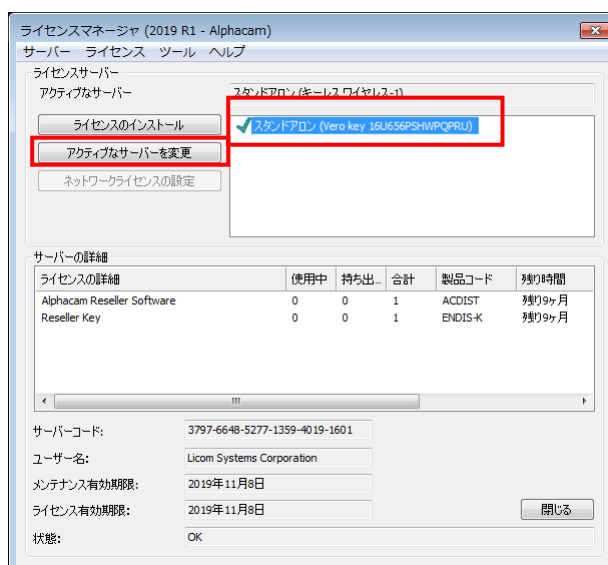 ライセンスマネージャ (2019 R1 - Alphacam)
サーバー ライセンス ツール ヘルプ
ライセンスサーバー
アクティブなサーバー スタンドアロン (キーレス ワイヤレス-1)
ライセンスのインストール スタンドアロン (Vero key 16U656PSHWPQPRU)
アクティブなサーバーを変更
ネットワークライセンスの設定
サーバーの詳細
ライセンスの詳細 使用中 持ち出... 合計 製品コード 残り時間
Alphacam Reseller Software 0 0 1 ACDIST 残り9ヶ月
Reseller Key 0 0 1 ENDIS-K 残り9ヶ月
サーバーコード: 3797-6648-5277-1359-4019-1601
ユーザー名: Licom Systems Corporation
メンテナンス有効期限: 2019年11月8日
ライセンス有効期限: 2019年11月8日 閉じる
状態: OK